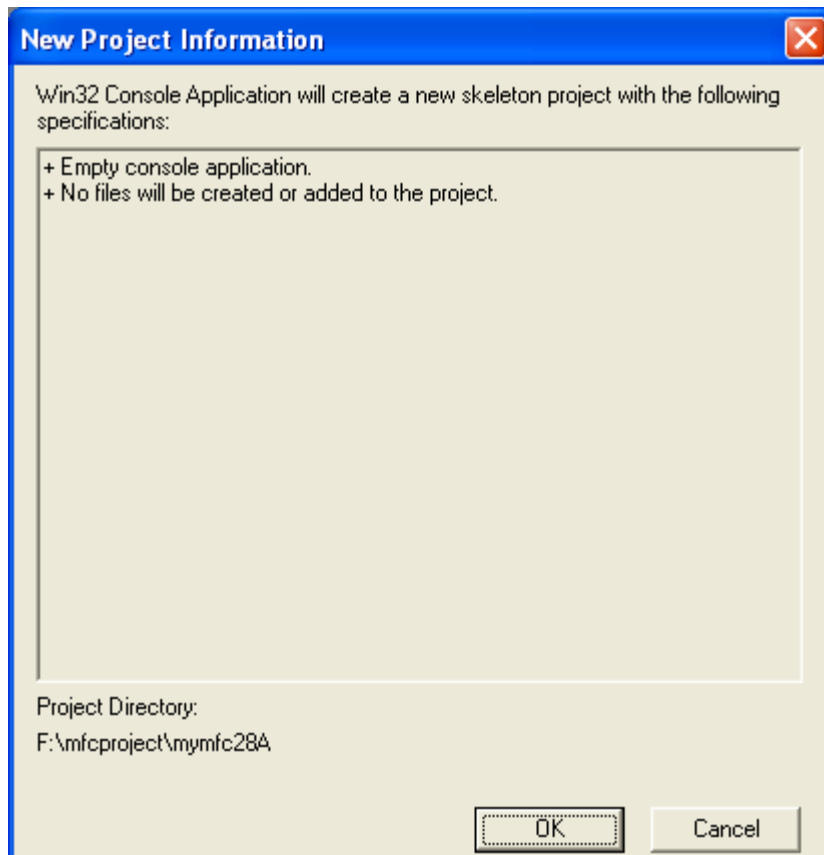 New Project Information
Win32 Console Application will create a new skeleton project with the following
specifications:
+ Empty console application.
+ No files will be created or added to the project.
Project Directory:
F:\mfcproject\mymfc28A
OK Cancel